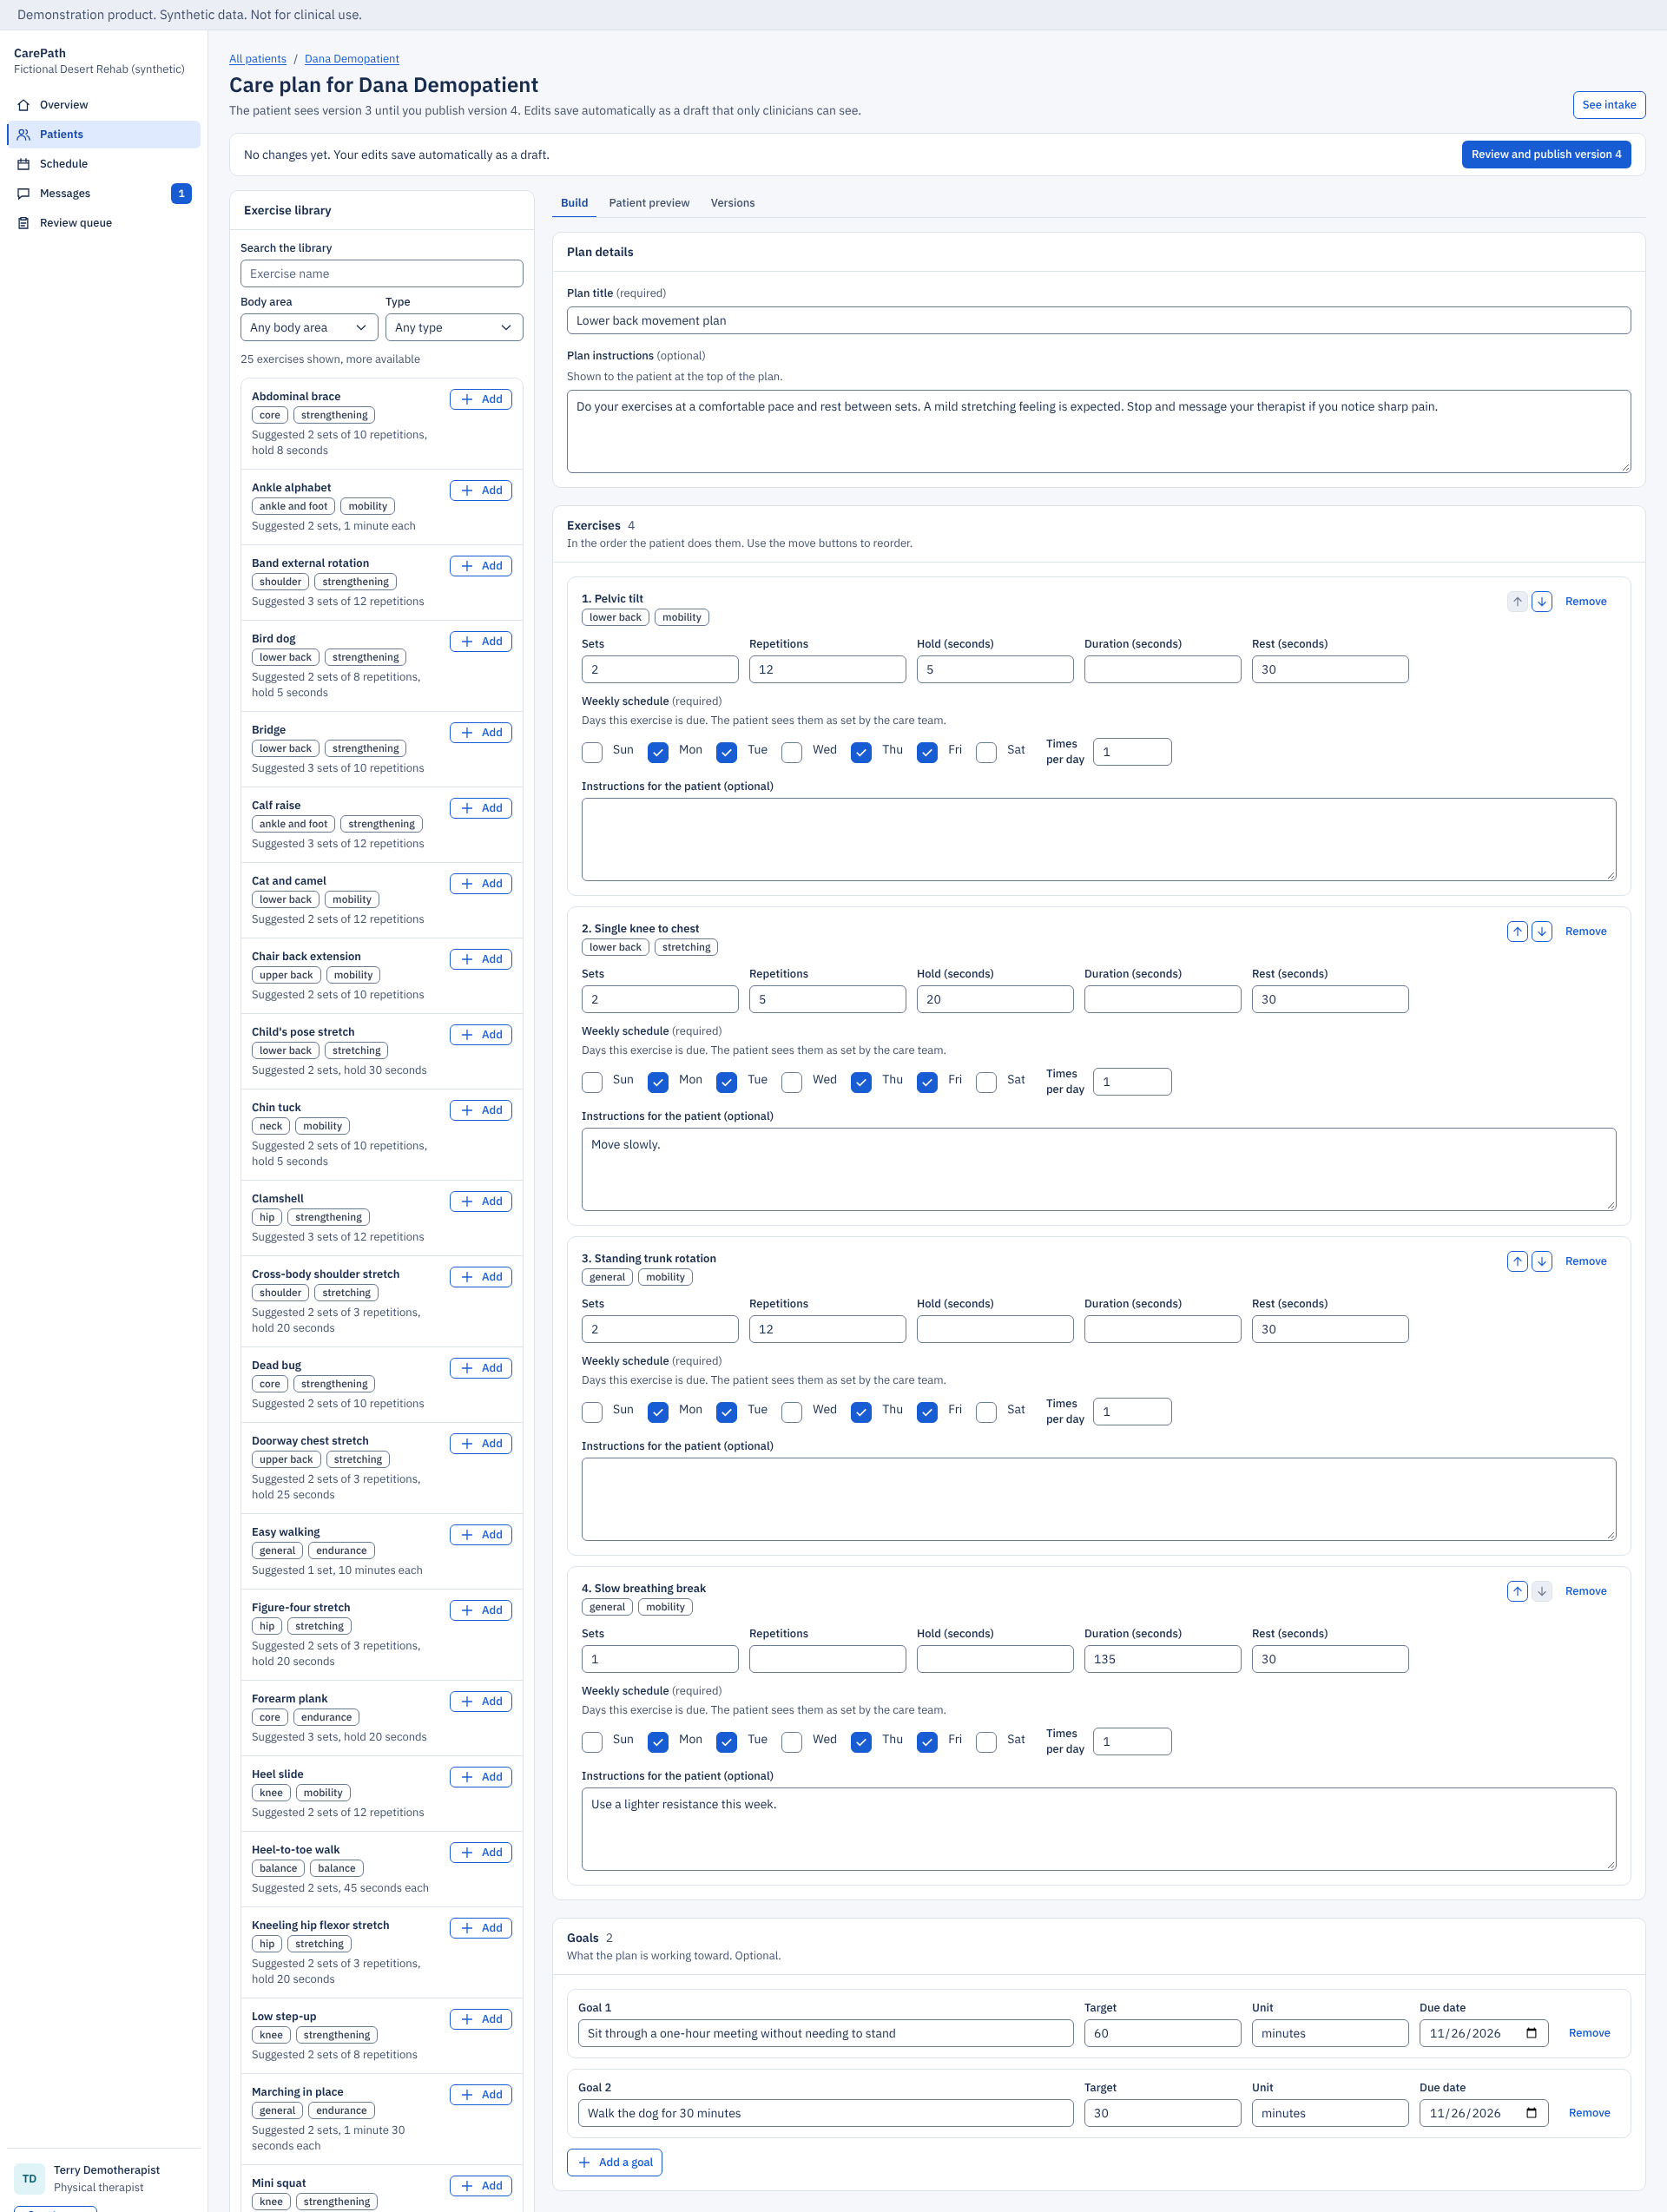 Demonstration product. Synthetic data. Not for clinical use.
CarePath
Fictional Desert Rehab (synthetic)
Overview
Patients
Schedule
Messages
1
Review queue
Terry Demotherapist
TD
Physical therapist
All patients / Dana Demopatient
Care plan for Dana Demopatient
The patient sees version 3 until you publish version 4. Edits save automatically as a draft that only clinicians can see.
See intake
No changes yet. Your edits save automatically as a draft.
Review and publish version 4
Exercise library
Search the library
Exercise name
Body area
Type
Any body area
Any type
25 exercises shown, more available
Abdominal brace
Add
core
strengthening
Suggested 2 sets of 10 repetitions,
hold 8 seconds
Ankle alphabet
Add
ankle and foot
mobility
Suggested 2 sets, 1 minute each
Band external rotation
Add
shoulder
strengthening
Suggested 3 sets of 12 repetitions
Bird dog
Add
lower back
strengthening
Suggested 2 sets of 8 repetitions,
hold 5 seconds
Bridge
Add
lower back
strengthening
Suggested 3 sets of 10 repetitions
Calf raise
Add
ankle and foot
strengthening
Suggested 3 sets of 12 repetitions
Cat and camel
Add
lower back
mobility
Suggested 2 sets of 12 repetitions
Chair back extension
Add
upper back
mobility
Suggested 2 sets of 10 repetitions
Child's pose stretch
Add
lower back
stretching
Suggested 2 sets, hold 30 seconds
Chin tuck
Add
neck
mobility
Suggested 2 sets of 10 repetitions,
hold 5 seconds
Clamshell
Add
hip
strengthening
Suggested 3 sets of 12 repetitions
Cross-body shoulder stretch
Add
shoulder
stretching
Suggested 2 sets of 3 repetitions,
hold 20 seconds
Dead bug
Add
core
strengthening
Suggested 2 sets of 10 repetitions
Doorway chest stretch
Add
upper back
stretching
Suggested 2 sets of 3 repetitions,
hold 25 seconds
Easy walking
Add
general
endurance
Suggested 1 set, 10 minutes each
Figure-four stretch
Add
hip
stretching
Suggested 2 sets of 3 repetitions,
hold 20 seconds
Forearm plank
Add
core
endurance
Suggested 3 sets, hold 20 seconds
Heel slide
Add
knee
mobility
Suggested 2 sets of 12 repetitions
Heel-to-toe walk
Add
balance
balance
Suggested 2 sets, 45 seconds each
Kneeling hip flexor stretch
Add
hip
stretching
Suggested 2 sets of 3 repetitions,
hold 20 seconds
Low step-up
Add
knee
strengthening
Suggested 2 sets of 8 repetitions
Marching in place
Add
general
endurance
Suggested 2 sets, 1 minute 30
seconds each
Mini squat
Add
knee
strengthening
Build
Patient preview
Versions
Plan details
Plan title (required)
Lower back movement plan
Plan instructions (optional)
Shown to the patient at the top of the plan.
Do your exercises at a comfortable pace and rest between sets. A mild stretching feeling is expected. Stop and message your therapist if you notice sharp pain.
Exercises 4
In the order the patient does them. Use the move buttons to reorder.
1. Pelvic tilt
Remove
lower back
mobility
Sets
Repetitions
Hold (seconds)
Duration (seconds)
Rest (seconds)
2
12
5
30
Weekly schedule (required)
Days this exercise is due. The patient sees them as set by the care team.
Sun
Mon
Tue
Wed
Thu
Fri
Sat
Times
per day
1
Instructions for the patient (optional)
2. Single knee to chest
Remove
lower back
stretching
Sets
Repetitions
Hold (seconds)
Duration (seconds)
Rest (seconds)
2
5
20
30
Weekly schedule (required)
Days this exercise is due. The patient sees them as set by the care team.
Sun
Mon
Tue
Wed
Thu
Fri
Sat
Times
per day
1
Instructions for the patient (optional)
Move slowly.
3. Standing trunk rotation
Remove
general
mobility
Sets
Repetitions
Hold (seconds)
Duration (seconds)
Rest (seconds)
2
12
30
Weekly schedule (required)
Days this exercise is due. The patient sees them as set by the care team.
Sun
Mon
Tue
Wed
Thu
Fri
Sat
Times
per day
1
Instructions for the patient (optional)
4. Slow breathing break
Remove
general
mobility
Sets
Repetitions
Hold (seconds)
Duration (seconds)
Rest (seconds)
1
135
30
Weekly schedule (required)
Days this exercise is due. The patient sees them as set by the care team.
Sun
Mon
Tue
Wed
Thu
Fri
Sat
Times
per day
1
Instructions for the patient (optional)
Use a lighter resistance this week.
Goals 2
What the plan is working toward. Optional.
Goal 1
Target
Unit
Due date
Sit through a one-hour meeting without needing to stand
60
minutes
11/26/2026
Remove
Goal 2
Target
Unit
Due date
Walk the dog for 30 minutes
30
minutes
11/26/2026
Remove
Add a goal